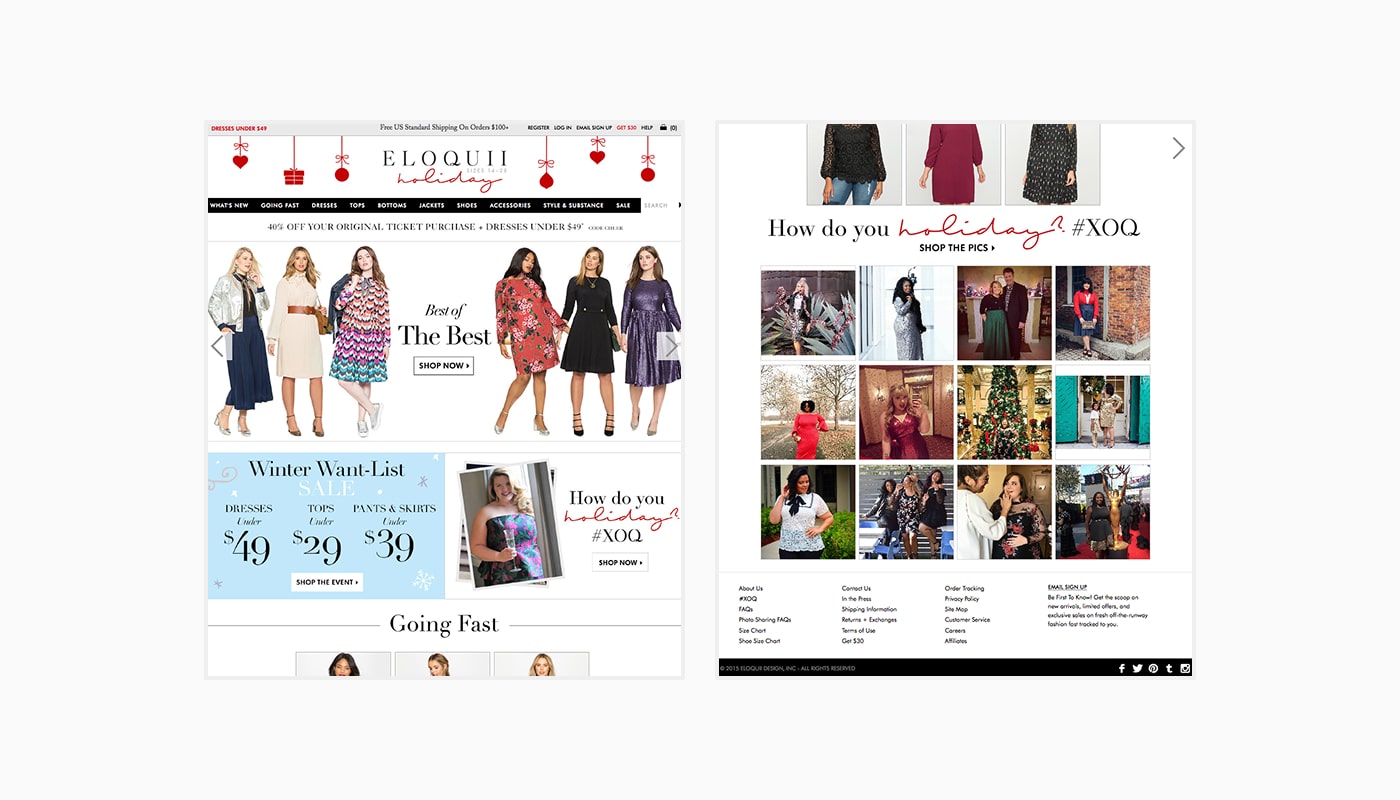 DRESSES UNDER $49
Free US Standard Shipping On Orders $100+
REGISTER LOG IN EMAIL SIGN UP GET $30 HELP (0)
ELOQUII
SIZES 14-28
holiday
WHAT'S NEW GOING FAST DRESSES TOPS BOTTOMS JACKETS SHOES ACCESSORIES STYLE & SUBSTANCE SALE SEARCH
40% OFF YOUR ORIGINAL TICKET PURCHASE + DRESSES UNDER $49* CODE CHEER
Best of
The Best
SHOP NOW
Winter Want-List
SALE
DRESSES
Under
$49
TOPS
Under
$29
PANTS & SKIRTS
Under
$39
SHOP THE EVENT
How do you
holiday?
#XOQ
SHOP NOW
Going Fast
How do you holiday? #XOQ
SHOP THE PICS
About Us
#XOQ
FAQs
Photo Sharing FAQs
Size Chart
Shoe Size Chart
Contact Us
In the Press
Shipping Information
Returns + Exchanges
Terms of Use
Get $30
Order Tracking
Privacy Policy
Site Map
Customer Service
Careers
Affiliates
EMAIL SIGN UP
Be First To Know! Get the scoop on
new arrivals, limited offers, and
exclusive sales on fresh off-the-runway
fashion fast tracked to you.
© 2015 ELOQUII DESIGN, INC - ALL RIGHTS RESERVED